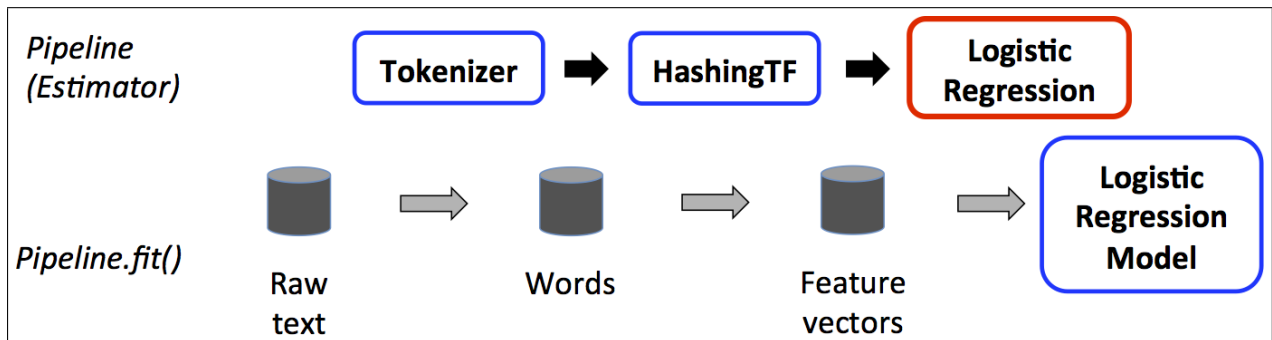 Pipeline
(Estimator)
Tokenizer
HashingTF
Logistic
Regression
Pipeline.fit()
Raw
text
Words
Feature
vectors
Logistic
Regression
Model